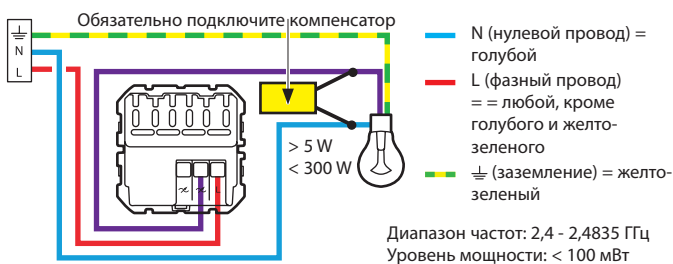 Обязательно подключите компенсатор
N
L
> 5 W
< 300 W
L
N (нулевой провод) =
голубой
L (фазный провод)
= = любой, кроме
голубого и желто-
зеленого
(заземление) = желто-
зеленый
Диапазон частот: 2,4 - 2,4835 ГГц
Уровень мощности: < 100 мВт